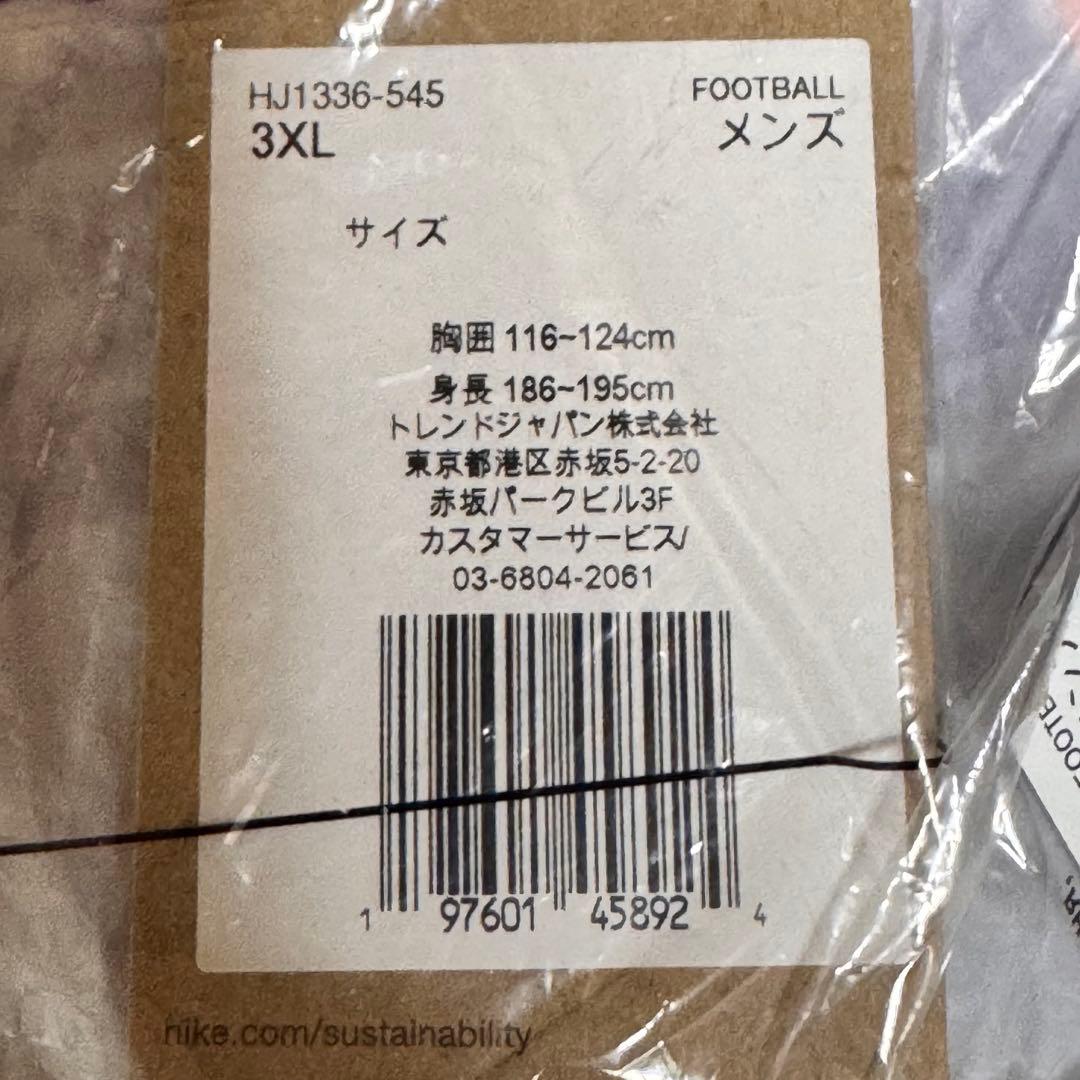 HJ1336-545
FOOTBALL
3XL
メンズ
サイズ
胸囲 116~124cm
身長 186~195cm
トレンドジャパン株式会社
東京都港区赤坂5-2-20
赤坂パークビル3F
カスタマーサービス/
03-6804-2061
1 97601 45892 4
nike.com/sustainability